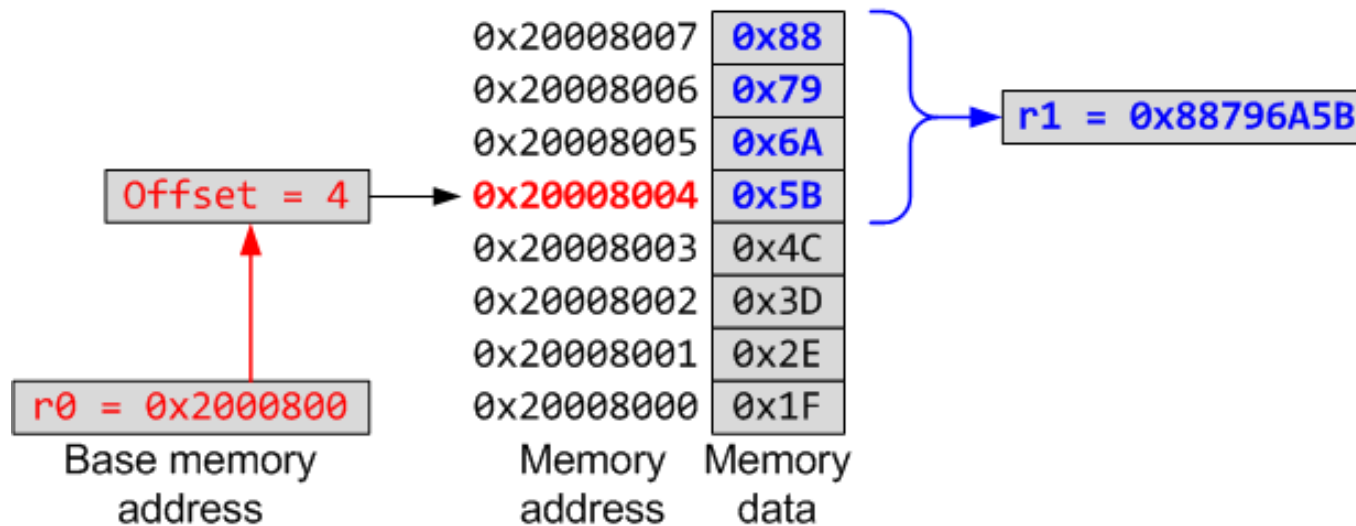 0x20008007 0x88
0x20008006 0x79
r1 = 0x88796A5B
0x20008005 0x6A
Offset = 4 0x20008004 0x5B
0x20008003 0x4C
0x20008002 0x3D
0x20008001 0x2E
r0 = 0x2000800 0x20008000 0x1F
Base memory address
Memory address
Memory data